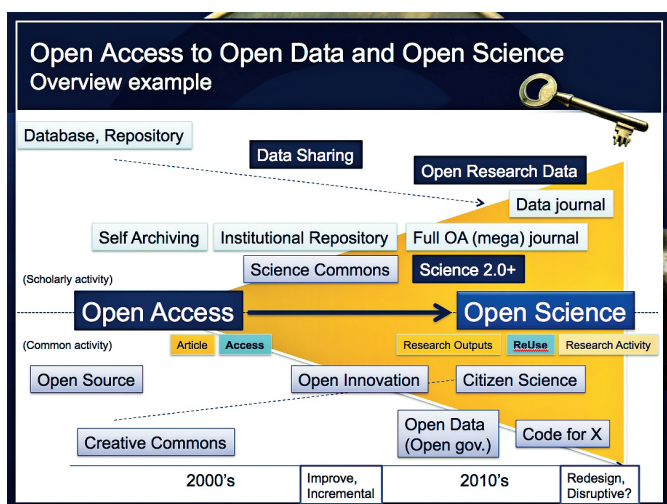 Open Access to Open Data and Open Science
Overview example
Database, Repository
Data Sharing
Open Research Data
Data journal
Self Archiving
Institutional Repository
Full OA (mega) journal
Science Commons
Science 2.0+
(Scholarly activity)
Open Access
Open Science
(Common activity)
Article
Access
Research Outputs
ReUse
Research Activity
Open Source
Open Innovation
Citizen Science
Creative Commons
Open Data
(Open gov.)
Code for X
2000's
Improve,
Incremental
2010's
Redesign,
Disruptive?